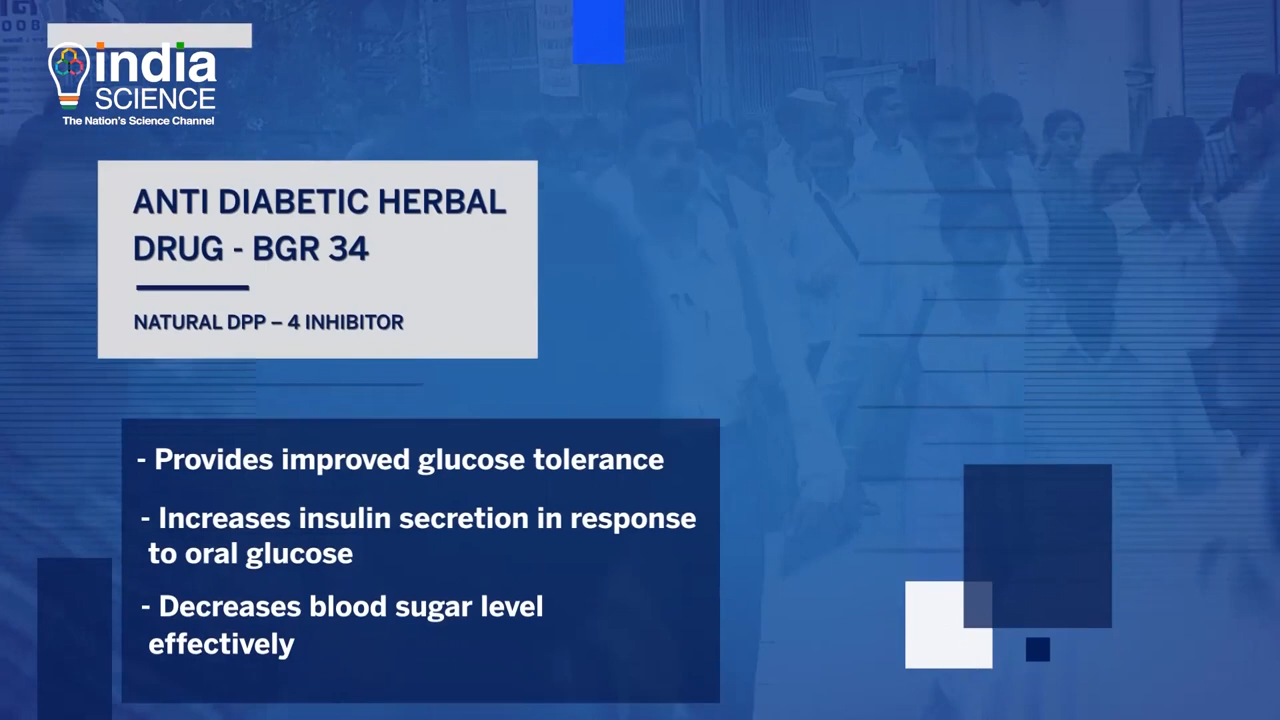 india
SCIENCE
The Nation's Science Channel
ANTI DIABETIC HERBAL
DRUG - BGR 34
NATURAL DPP – 4 INHIBITOR
- Provides improved glucose tolerance
- Increases insulin secretion in response
to oral glucose
- Decreases blood sugar level
effectively